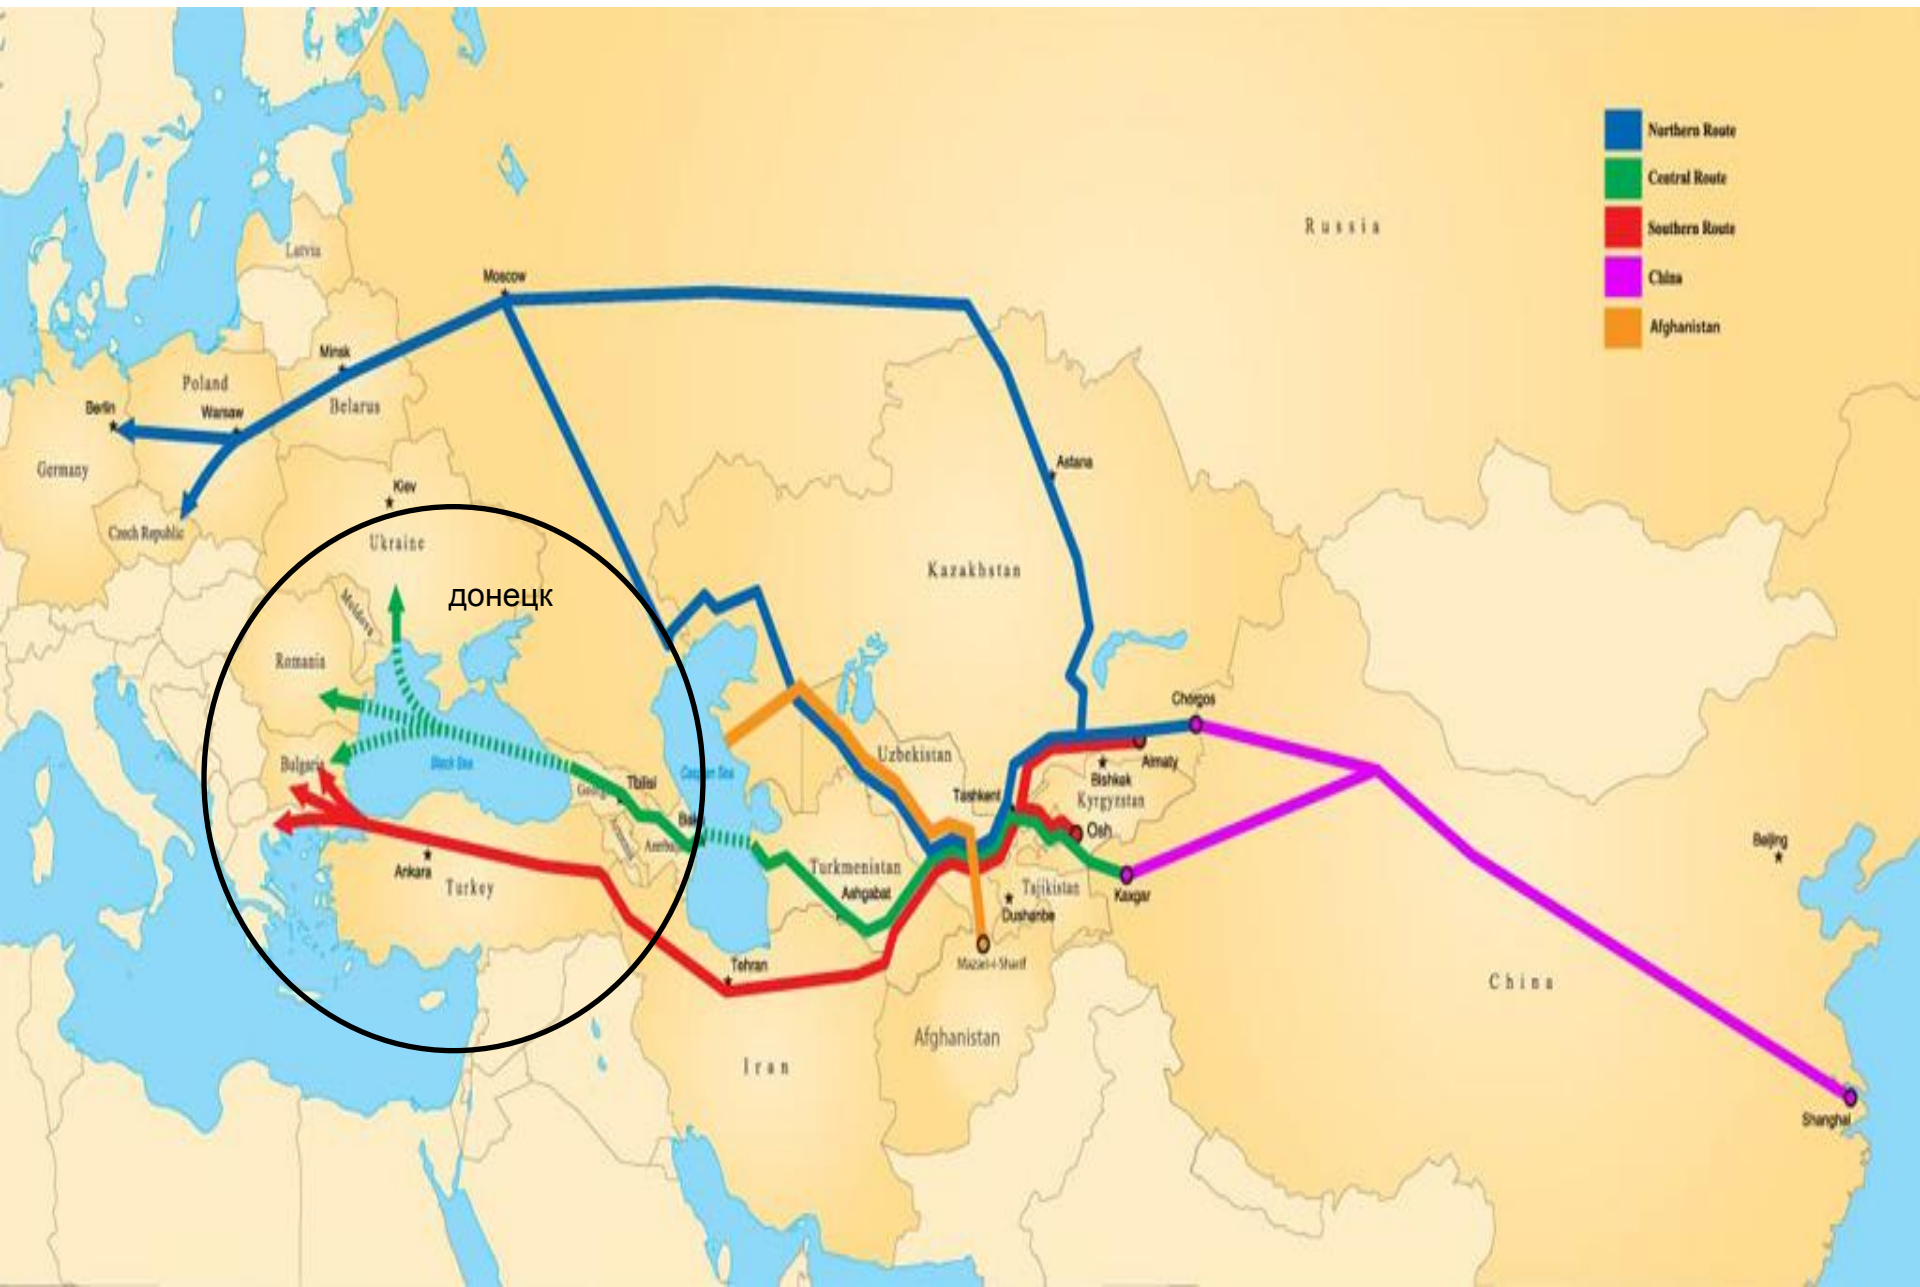 Northern Route
Central Route
Southern Route
China
Afghanistan
Russia
Latvia
Moscow
Minsk
Poland
Belarus
Berlin
Warsaw
Germany
Astana
Kiev
Czech Republic
Ukraine
Kazakhstan
донецк
Moldova
Romania
Chorgos
Bulgaria
Black Sea
Uzbekistan
Almaty
Caspian Sea
Bishkek
Tbilisi
Tashkent
Kyrgyzstan
Osh
Beijing
Turkmenistan
Ankara
Turkey
Ashgabat
Tajikistan
Kaxgar
Dushanbe
Tehran
Mazar-i-Sharif
China
Afghanistan
Iran
Shanghai